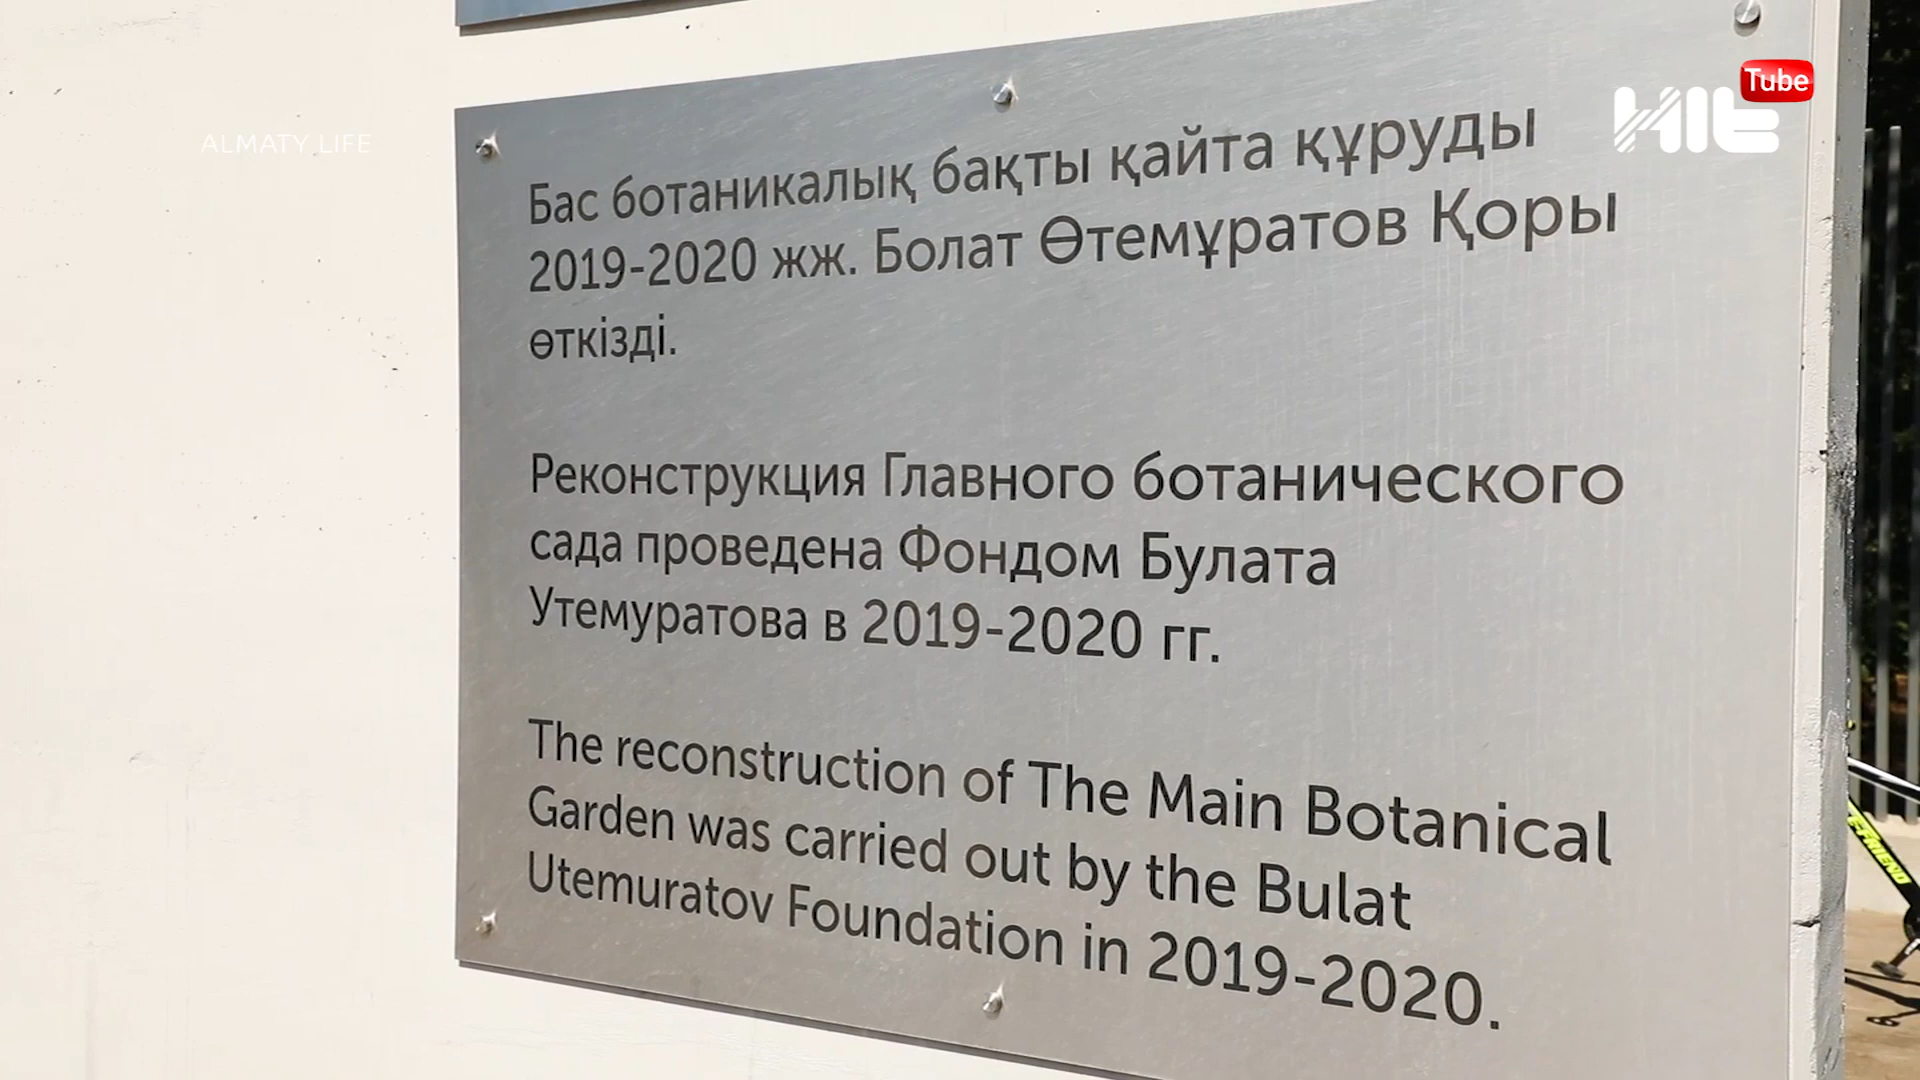 ALMATY LIFE
HIt Tube
Бас ботаникалық бақты қайта құруды
2019-2020 жж. Болат Өтемұратов Қоры
өткізді.
Реконструкция Главного ботанического
сада проведена Фондом Булата
Утемуратова в 2019-2020 гг.
The reconstruction of The Main Botanical
Garden was carried out by the Bulat
Utemuratov Foundation in 2019-2020.